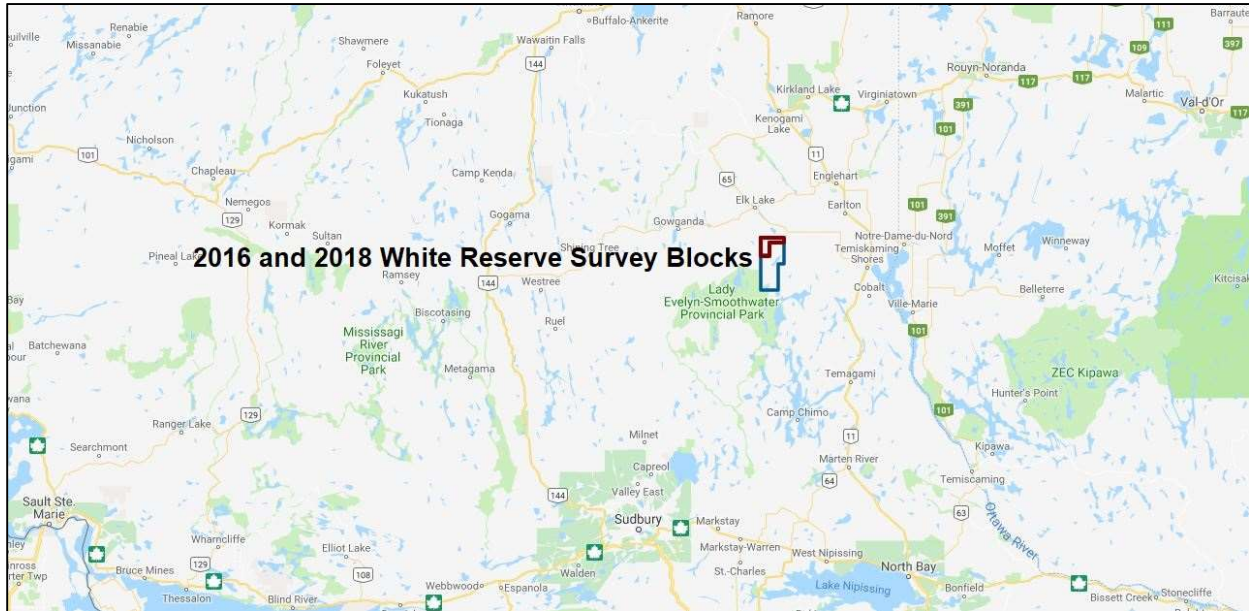 Renabie
Missanabie
Shawmere
Foleyet
Wawaitin Falls
144
Buffalo-Ankerite
Ramore
101
Barraute
111
109
397
Rouyn-Noranda
117
117
Malartic
Val-d'Or
117
Kirkland Lake
Virginiatown
Kenogami
Lake
391
101
Kukatush
Tionaga
Junction
Nicholson
101
Chapleau
Camp Kenda
11
65
Englehart
Elk Lake
Earlton
101
391
Nemegos
129
Kormak
Sultan
Gogama
Gowganda
Shining Tree
Notre-Dame-du-Nord
Temiskaming
Shores
Moffet
Winneway
Pineal Lake
2016 and 2018 White Reserve Survey Blocks
Ramsey
144
Westree
Biscotasing
Ruel
Lady
Evelyn-Smoothwater
Provincial Park
Cobalt
Ville-Marie
Belleterre
Kitcisak
Bay
Batchewana
Mississagi
River
Provincial
Park
Metagama
101
Temagami
ZEC Kipawa
Hunter's Point
129
Ranger Lake
Searchmont
Camp Chimo
101
11
Milnet
Kipawa
Marten River
Temiscaming
Capreol
Valley East
144
64
63
Ottawa River
Sault Ste.
Marie
Sudbury
Markstay
Markstay-Warren
West Nipissing
St.-Charles
Wharncliffe
Elliot Lake
Walden
129
108
Bruce Mines
Thessalon
Blind River
Webbwood
Espanola
Lake Nipissing
North Bay
Bonfield
Bissett Creek
Stonecliffe